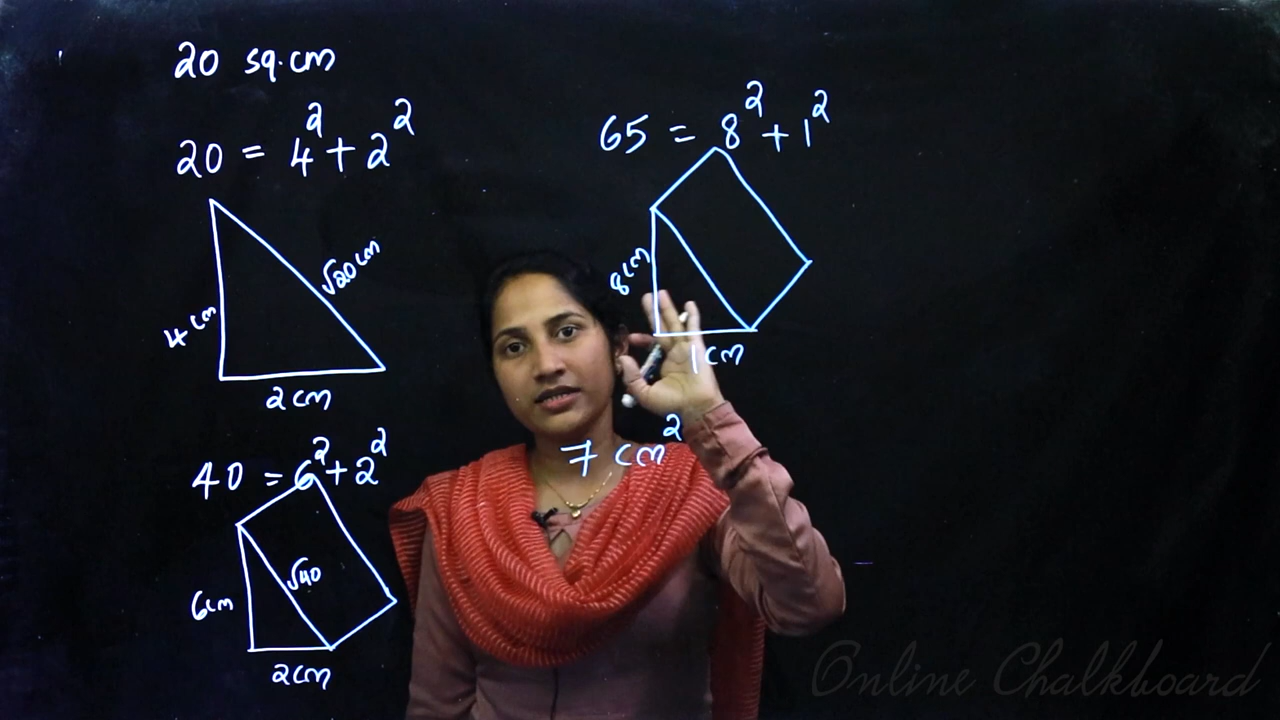 20 sq.cm
20 = 4² + 2²
4 cm
√20 cm
2 cm
40 = 6² + 2²
6 cm
√40
2 cm
65 = 8² + 1²
8 cm
1 cm
7 cm²
Online Chalkboard